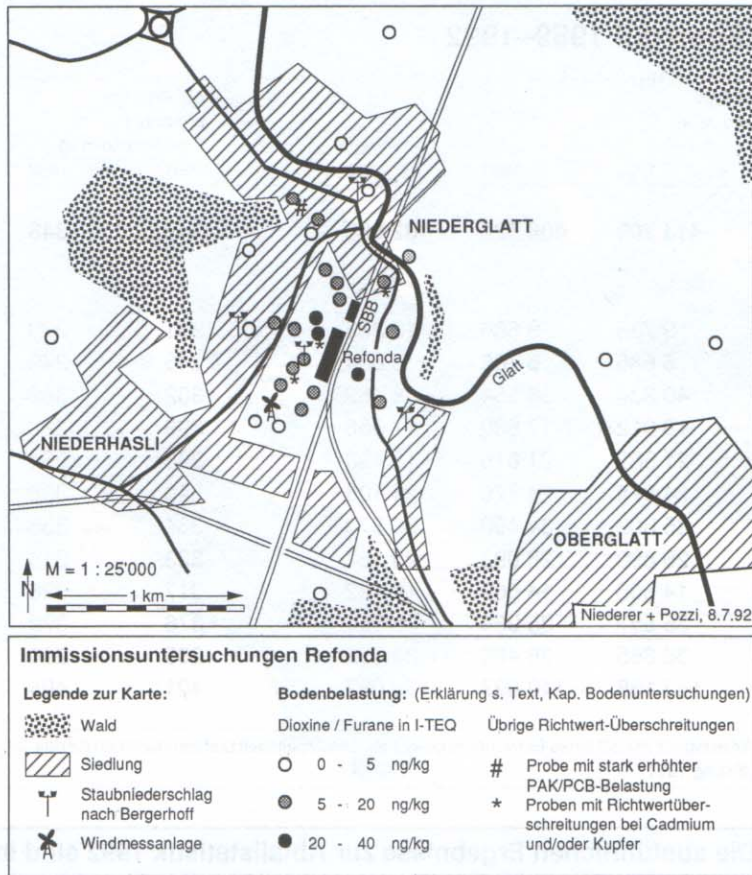 NIEDERGLATT
SBB
Refonda
Glatt
NIEDERHASLI
OBERGLATT
M = 1 : 25'000
N
1 km
Niederer + Pozzi, 8.7.92
Immissionsuntersuchungen Refonda
Legende zur Karte:
Wald
Siedlung
Staubniederschlag
nach Bergerhoff
Windmessanlage
Bodenbelastung: (Erklärung s. Text, Kap. Bodenuntersuchungen)
Dioxine / Furane in I-TEQ
0 - 5 ng/kg
5 - 20 ng/kg
20 - 40 ng/kg
Übrige Richtwert-Überschreitungen
# Probe mit stark erhöhter
PAK/PCB-Belastung
* Proben mit Richtwertüber-
schreitungen bei Cadmium
und/oder Kupfer